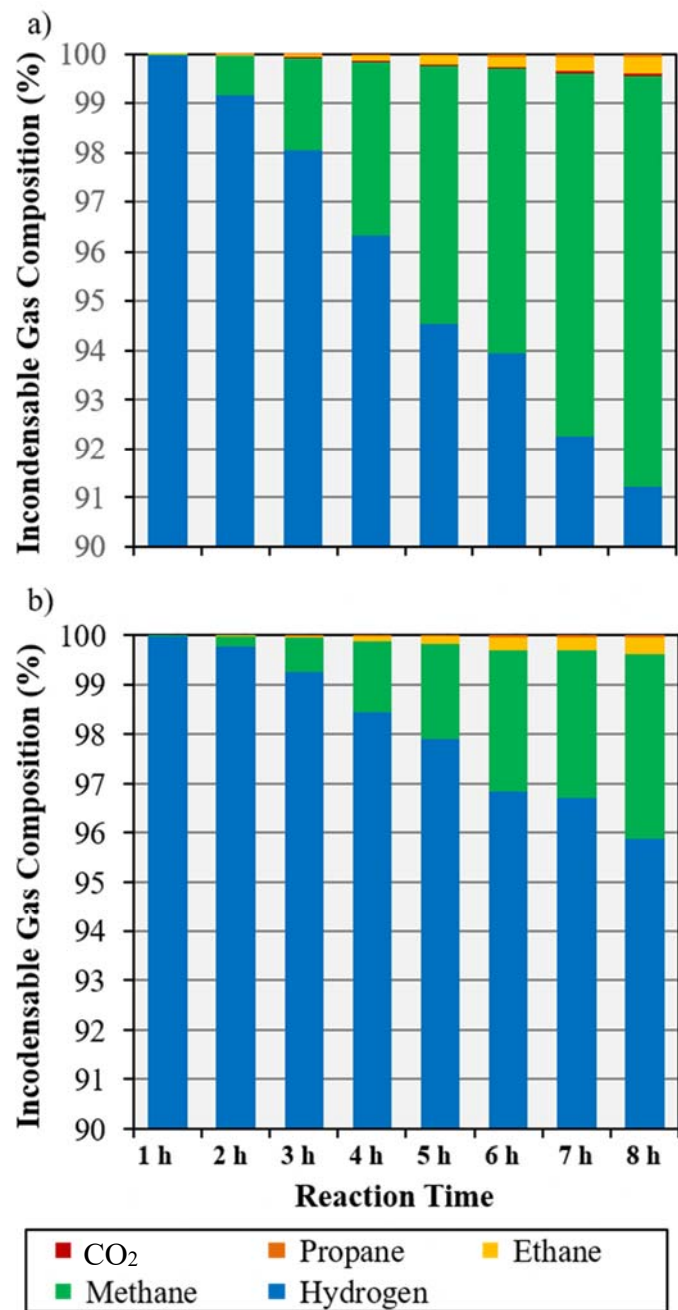 a)
Incondensable Gas Composition (%)
100
99
98
97
96
95
94
93
92
91
90
b)
Incodensable Gas Composition (%)
100
99
98
97
96
95
94
93
92
91
90
1 h 2 h 3 h 4 h 5 h 6 h 7 h 8 h
Reaction Time
CO₂ Propane Ethane
Methane Hydrogen